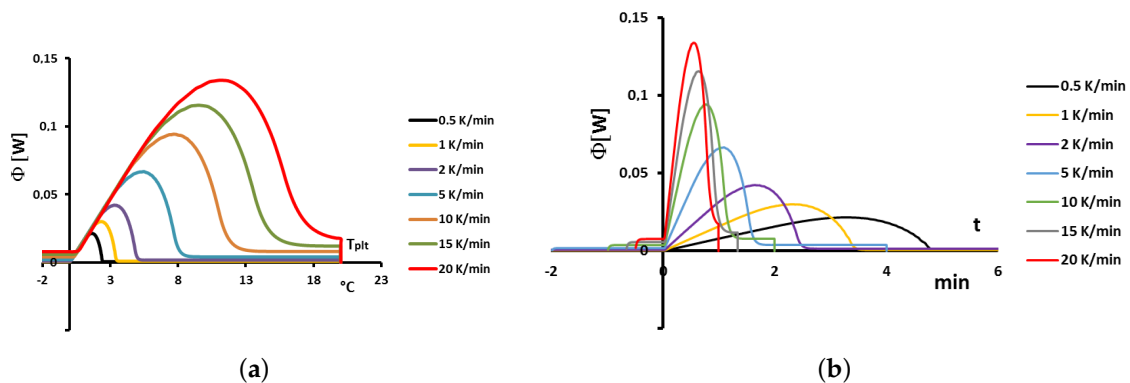 0,15
0,1
0,05
0
Φ [W]
-2
3
8
13
18
23
°C
Tplt
0.5 K/min
1 K/min
2 K/min
5 K/min
10 K/min
15 K/min
20 K/min
(a)
0,15
0,1
0,05
0
Φ[W]
-2
0
2
4
6
t
min
0.5 K/min
1 K/min
2 K/min
5 K/min
10 K/min
15 K/min
20 K/min
(b)